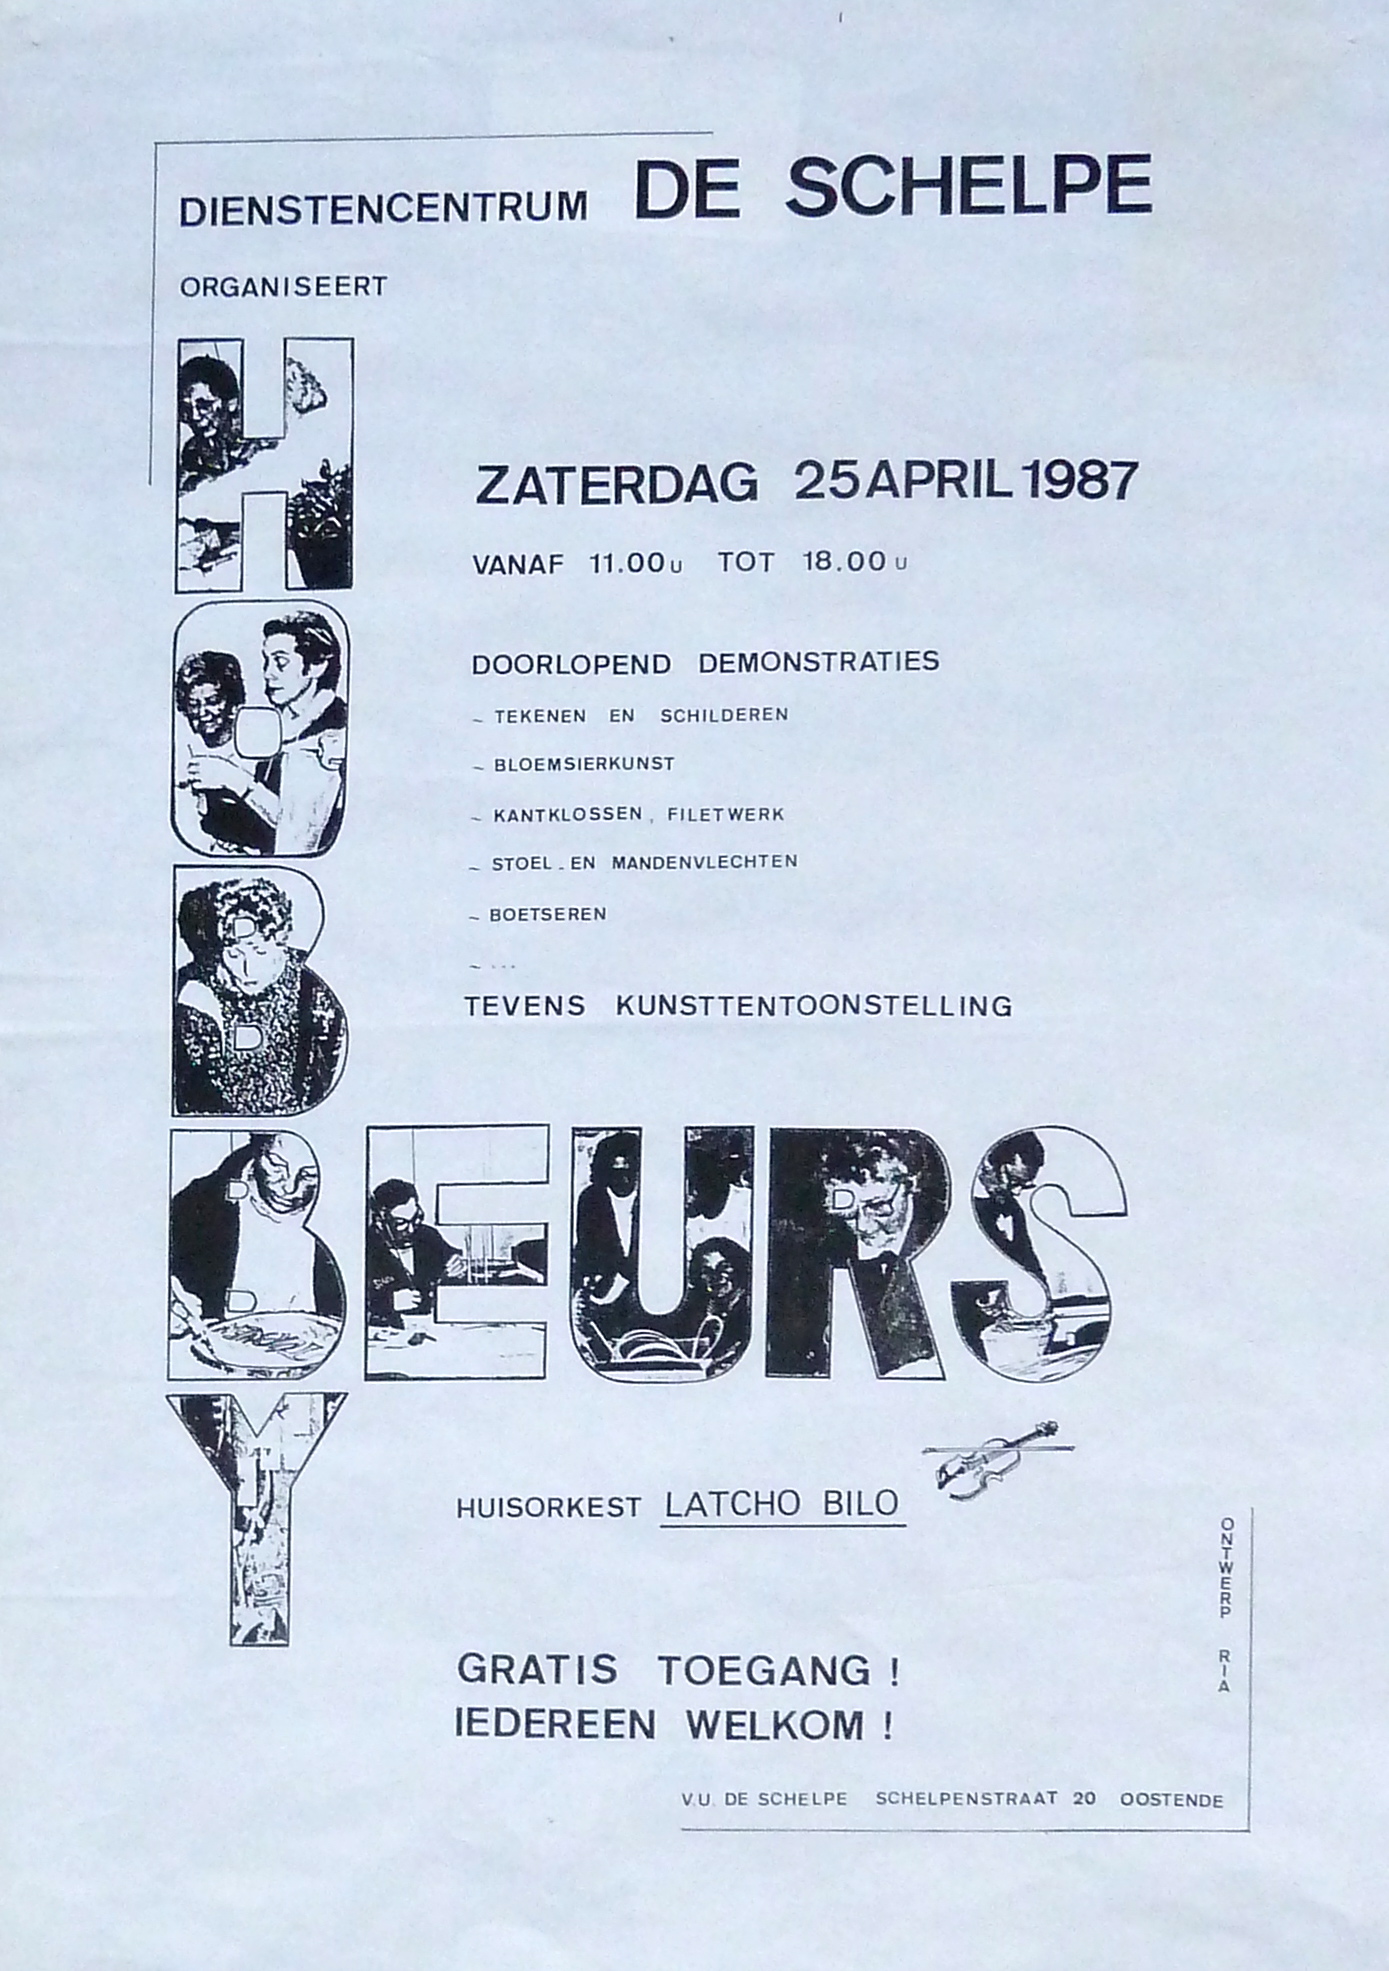 DIENSTENCENTRUM DE SCHELPE
ORGANISEERT
HOBBY
BEURS
ZATERDAG 25 APRIL 1987
VANAF 11.00 U TOT 18.00 U
DOORLOPEND DEMONSTRATIES
~ TEKENEN EN SCHILDEREN
~ BLOEMSIERKUNST
~ KANTKLOSSEN, FILETWERK
~ STOEL- EN MANDENVLECHTEN
~ BOETSEREN
~ ...
TEVENS KUNSTTENTOONSTELLING
HUISORKEST LATCHO BILO
GRATIS TOEGANG !
IEDEREEN WELKOM !
ONTWERP RIA
V.U. DE SCHELPE SCHELPENSTRAAT 20 OOSTENDE